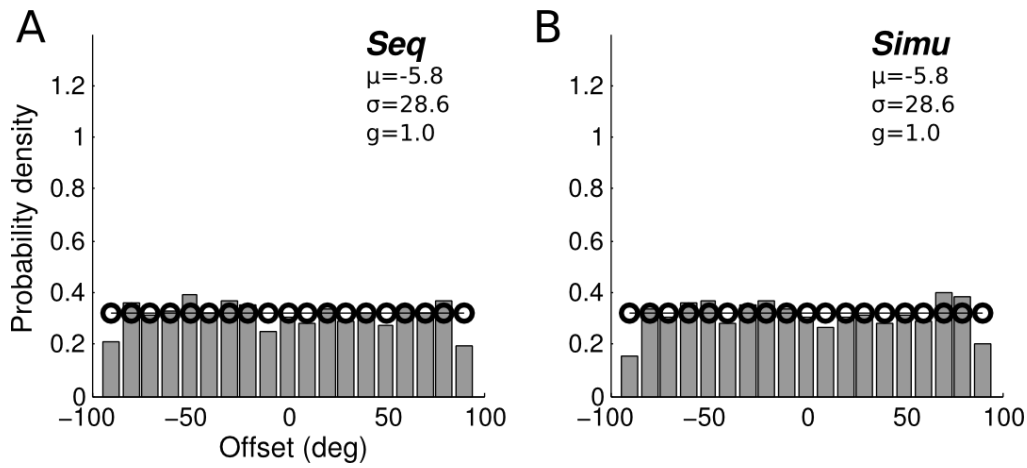 A
Seq
μ=-5.8
σ=28.6
g=1.0
Probability density
1.2
1
0.8
0.6
0.4
0.2
0
−100
−50
0
50
100
Offset (deg)
B
Simu
μ=-5.8
σ=28.6
g=1.0
1.2
1
0.8
0.6
0.4
0.2
0
−100
−50
0
50
100